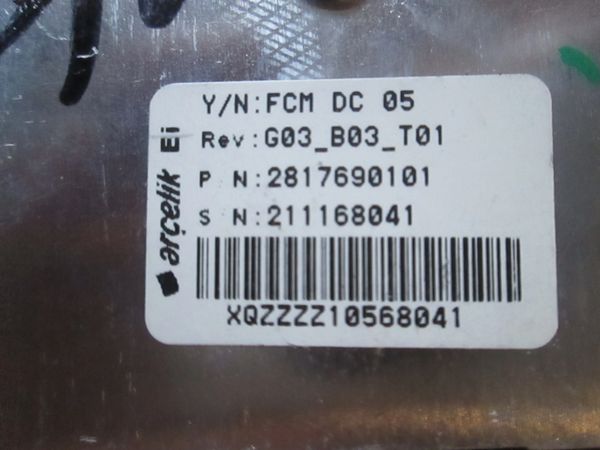 Y/N:FCM DC 05
Rev:G03_B03_T01
P N:2817690101
S N:211168041
XQZZZZ10568041
arçelik Ei